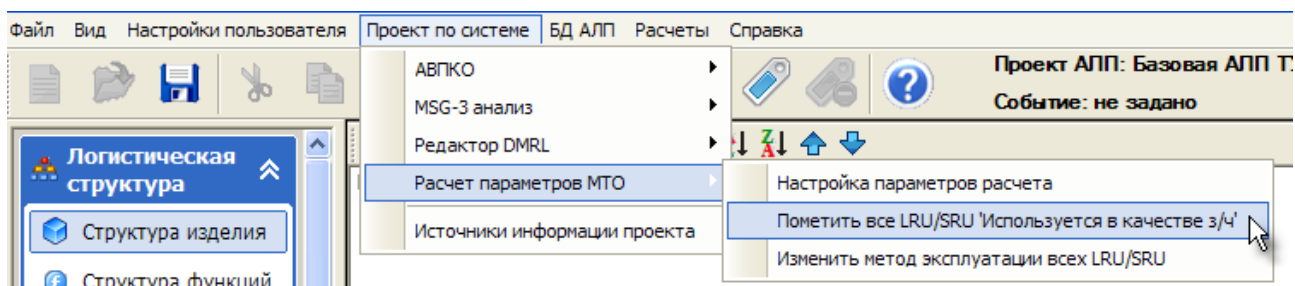 Файл Вид Настройки пользователя Проект по системе БД АЛП Расчеты Справка
АВПКО
MSG-3 анализ
Редактор DMRL
Расчет параметров МТО
Источники информации проекта
Проект АЛП: Базовая АЛП
Событие: не задано
Логистическая
структура
Структура изделия
Структура функций
Настройка параметров расчета
Пометить все LRU/SRU 'Используется в качестве з/ч'
Изменить метод эксплуатации всех LRU/SRU